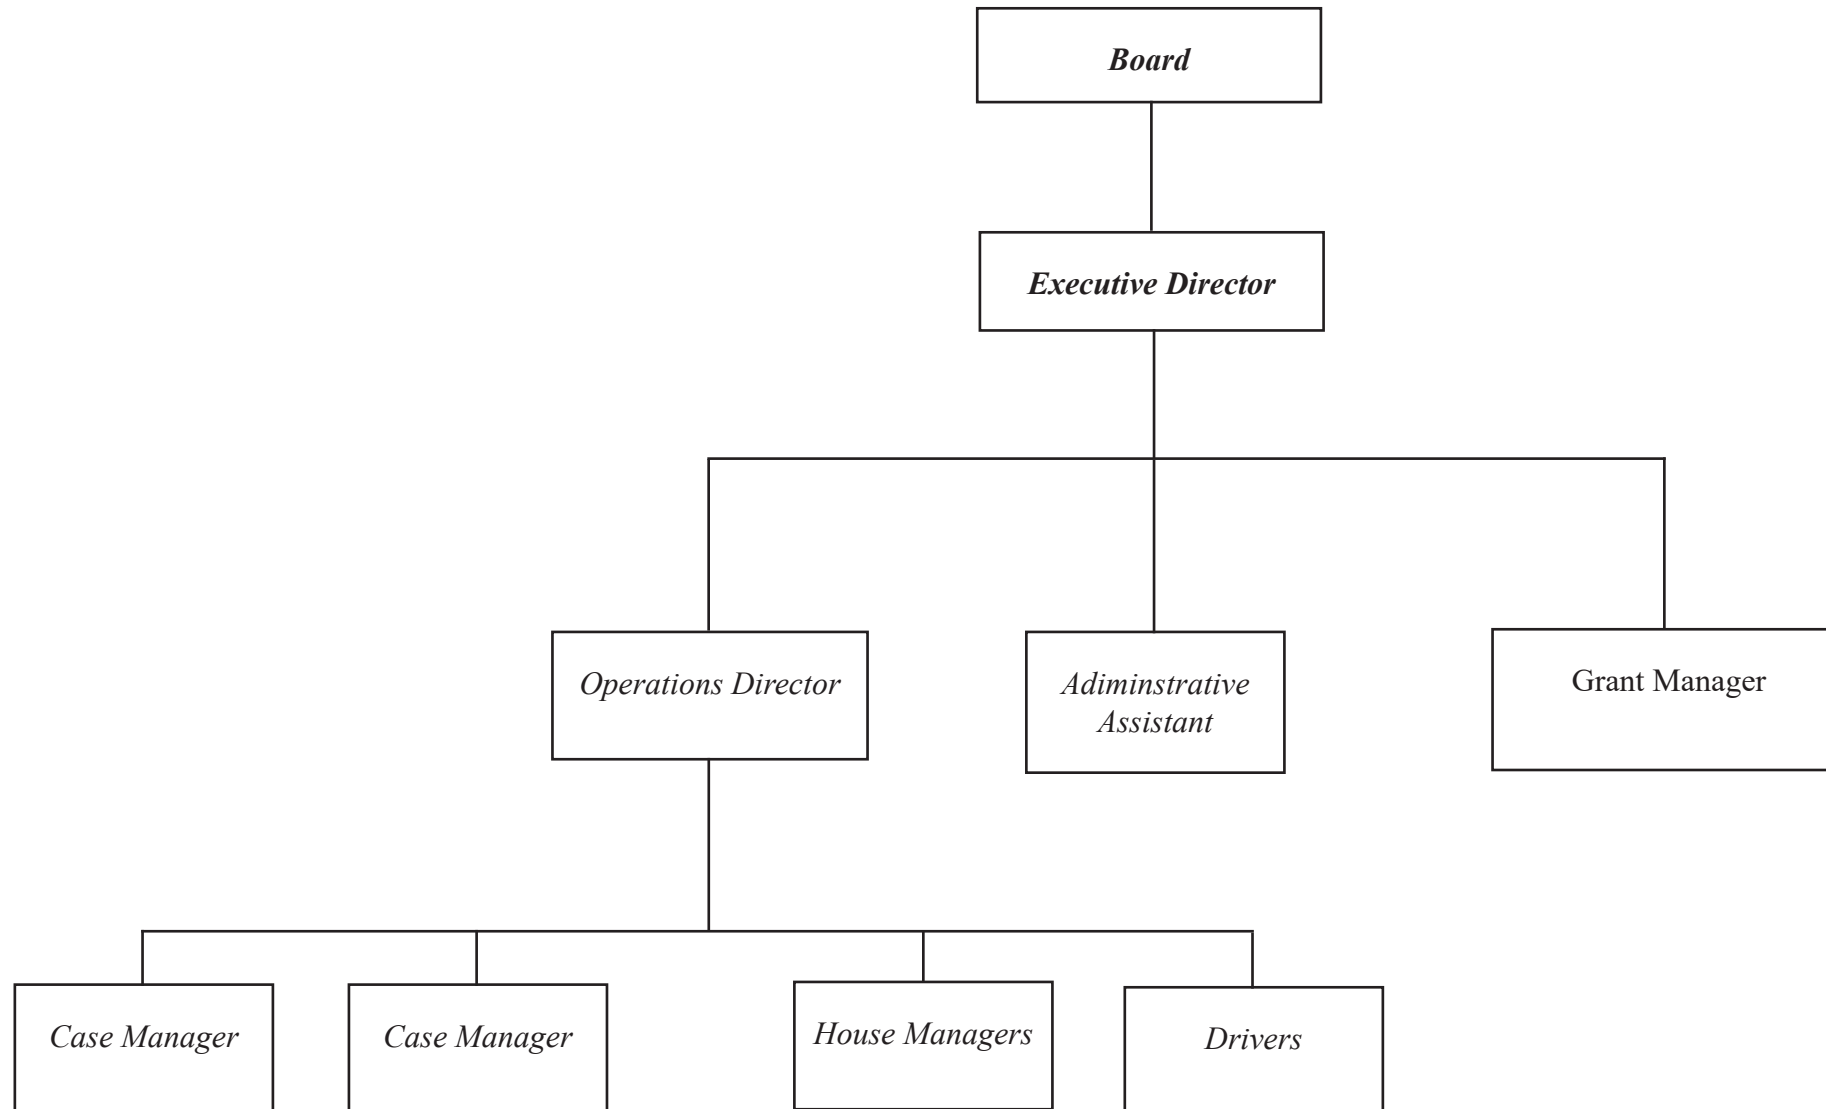 Board
Executive Director
Operations Director
Adiminstrative
Assistant
Grant Manager
Case Manager
Case Manager
House Managers
Drivers